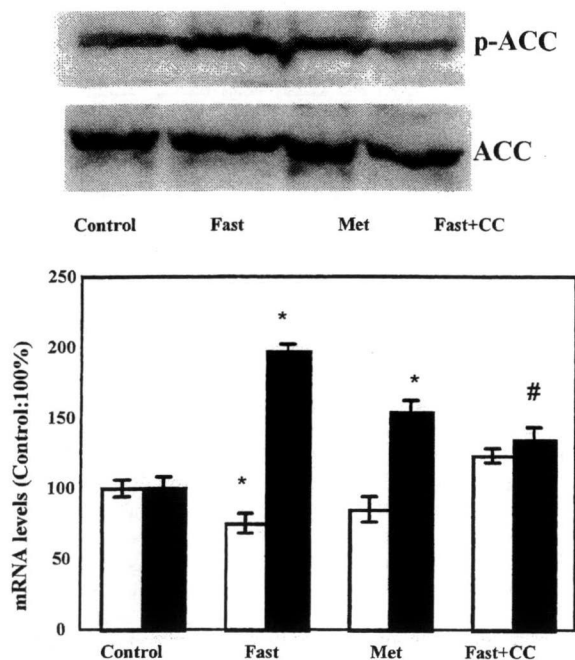 p-ACC
ACC
Control Fast Met Fast+CC
mRNA levels (Control:100%)
250
200
150
100
50
0
* * * #
Control Fast Met Fast+CC